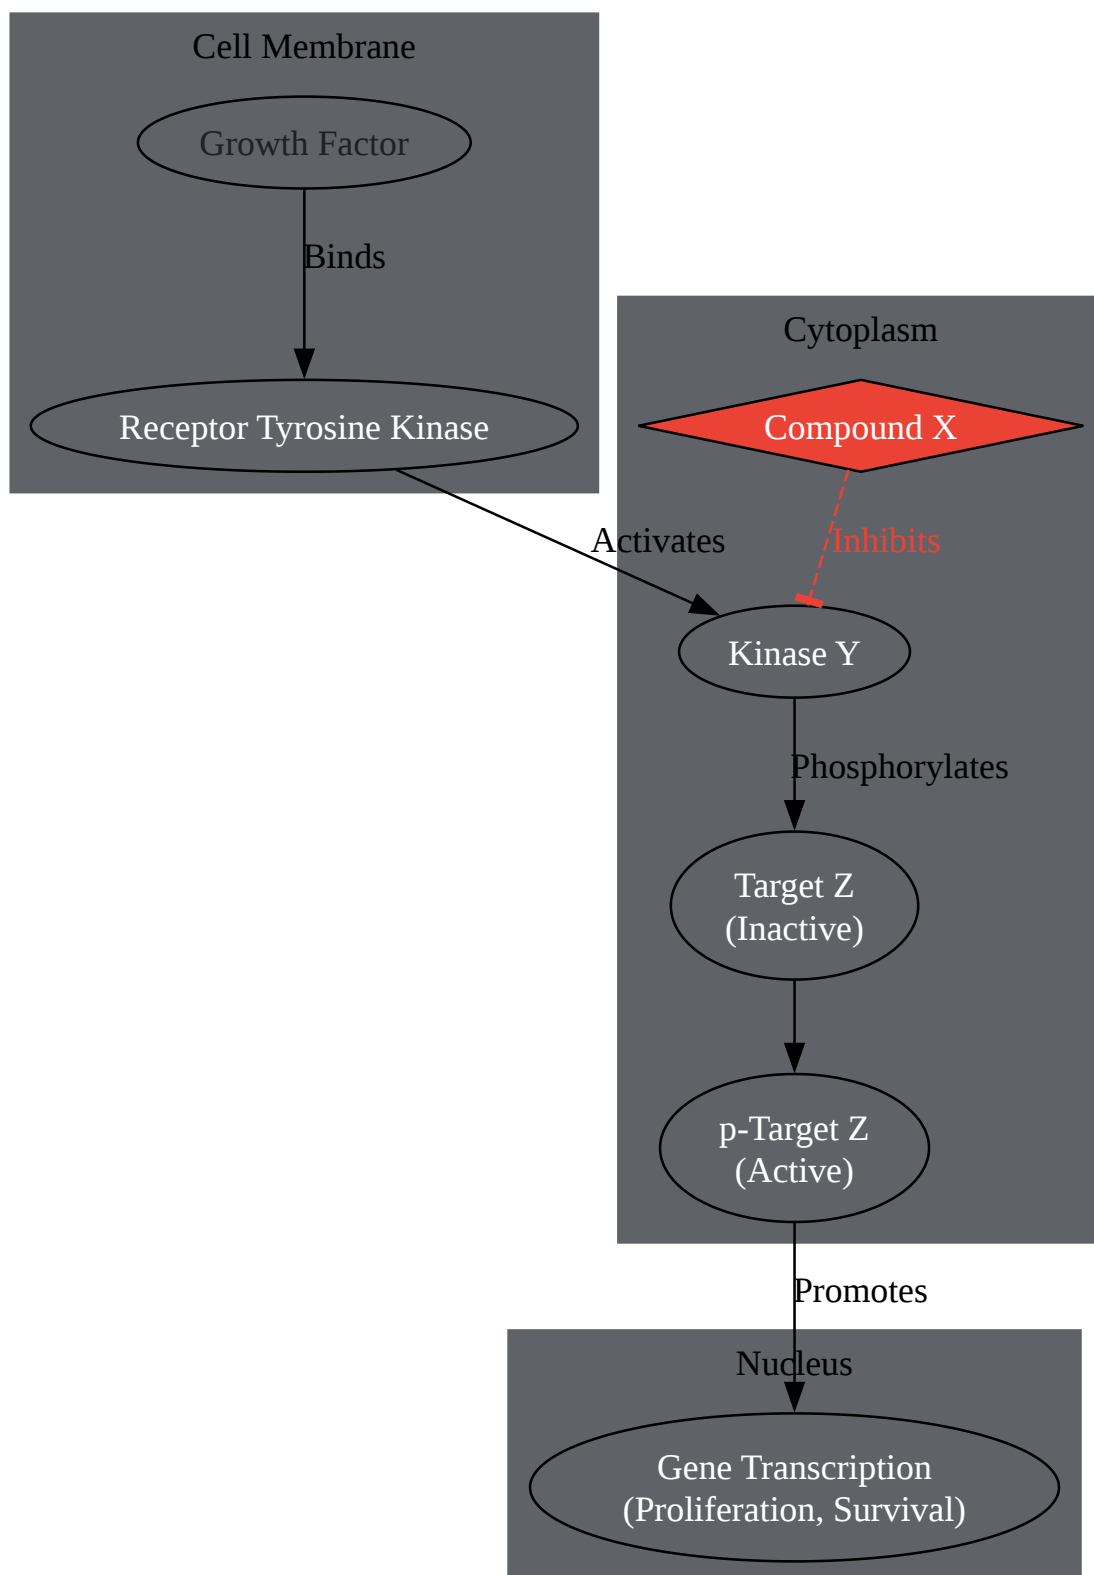 Cell Membrane
Growth Factor
Binds
Receptor Tyrosine Kinase
Cytoplasm
Compound X
Activates
Inhibits
Kinase Y
Phosphorylates
Target Z
(Inactive)
p-Target Z
(Active)
Promotes
Nucleus
Gene Transcription
(Proliferation, Survival)